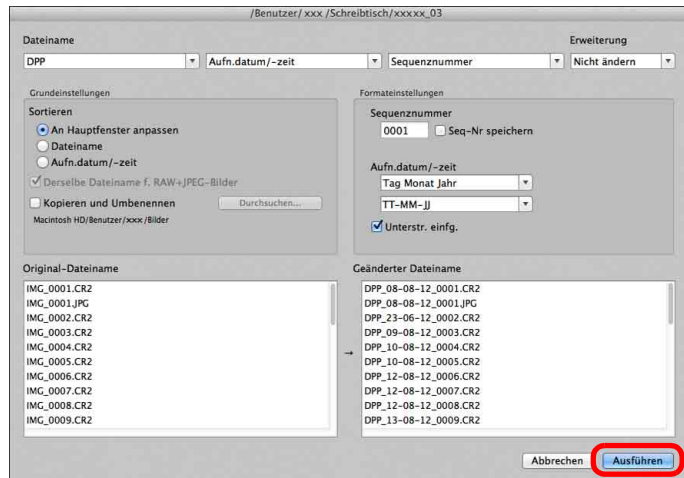 /Benutzer/ xxx /Schreibtisch/xxxxx_03
Dateiname Erweiterung
DPP Aufn.datum/-zeit Sequenznummer Nicht ändern
Grundeinstellungen
Sortieren
An Hauptfenster anpassen
Dateiname
Aufn.datum/-zeit
Derselbe Dateiname f. RAW+JPEG-Bilder
Kopieren und Umbenennen Durchsuchen...
Macintosh HD/Benutzer/xxx/Bilder
Formateinstellungen
Sequenznummer
0001 Seq-Nr speichern
Aufn.datum/-zeit
Tag Monat Jahr
TT-MM-JJ
Unterstr. einfg.
Original-Dateiname
IMG_0001.CR2
IMG_0001.JPG
IMG_0002.CR2
IMG_0003.CR2
IMG_0004.CR2
IMG_0005.CR2
IMG_0006.CR2
IMG_0007.CR2
IMG_0008.CR2
IMG_0009.CR2
→
Geänderter Dateiname
DPP_08-08-12_0001.CR2
DPP_08-08-12_0001.JPG
DPP_23-06-12_0002.CR2
DPP_09-08-12_0003.CR2
DPP_10-08-12_0004.CR2
DPP_10-08-12_0005.CR2
DPP_12-08-12_0006.CR2
DPP_12-08-12_0007.CR2
DPP_12-08-12_0008.CR2
DPP_13-08-12_0009.CR2
Abbrechen Ausführen